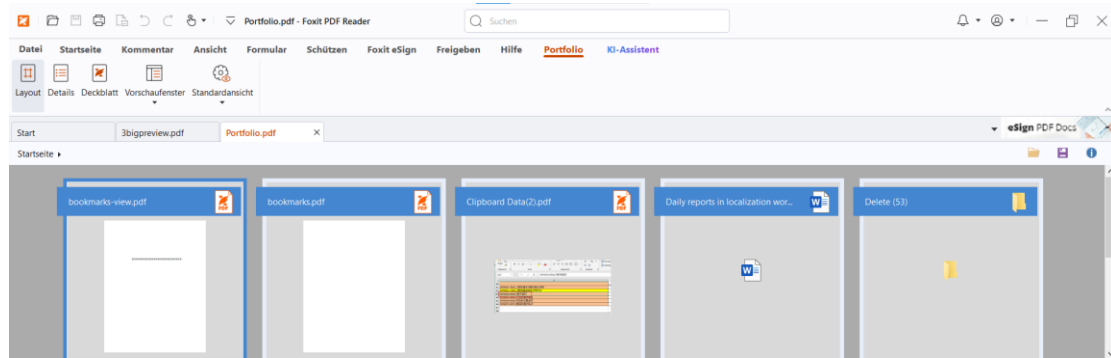 Portfolio.pdf - Foxit PDF Reader
Suchen
Datei Startseite Kommentar Ansicht Formular Schützen Foxit eSign Freigeben Hilfe Portfolio KI-Assistent
Layout Details Deckblatt Vorschaufenster Standardansicht
Start 3bigpreview.pdf Portfolio.pdf eSign PDF Docs
Startseite
bookmarks-view.pdf bookmarks.pdf Clipboard Data(2).pdf Daily reports in localization wor... Delete (53)